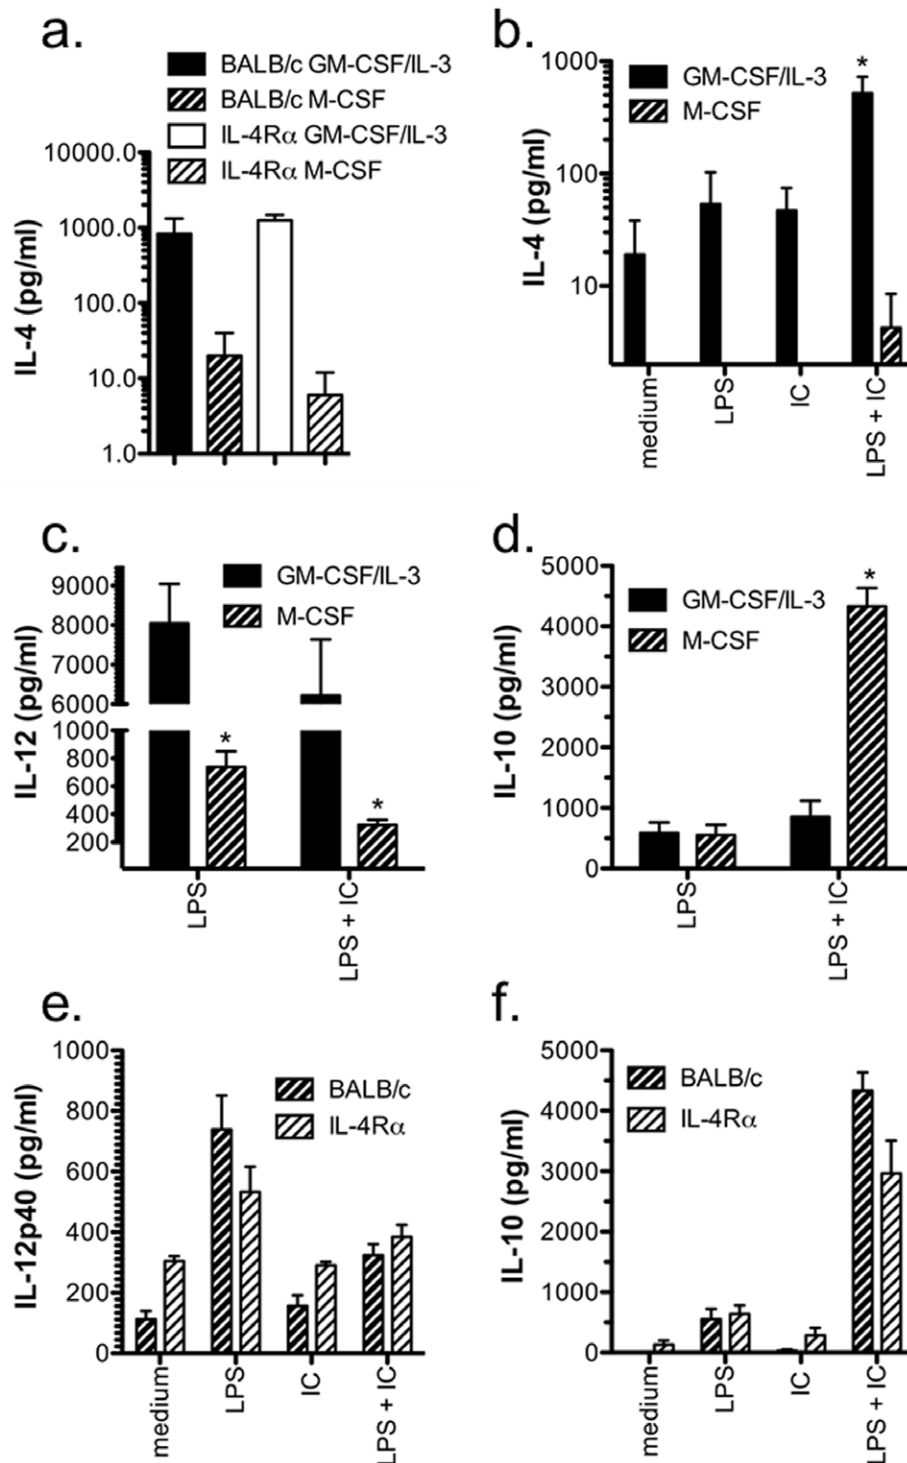 a.
BALB/c GM-CSF/IL-3
BALB/c M-CSF
IL-4Rα GM-CSF/IL-3
IL-4Rα M-CSF
IL-4 (pg/ml)
10000.0
1000.0
100.0
10.0
1.0
b.
GM-CSF/IL-3
M-CSF
IL-4 (pg/ml)
1000
100
10
*
medium
LPS
IC
LPS + IC
c.
GM-CSF/IL-3
M-CSF
IL-12 (pg/ml)
9000
8000
7000
6000
1000
800
600
400
200
*
*
LPS
LPS + IC
d.
GM-CSF/IL-3
M-CSF
IL-10 (pg/ml)
5000
4000
3000
2000
1000
0
*
LPS
LPS + IC
e.
BALB/c
IL-4Rα
IL-12p40 (pg/ml)
1000
800
600
400
200
0
medium
LPS
IC
LPS + IC
f.
BALB/c
IL-4Rα
IL-10 (pg/ml)
5000
4000
3000
2000
1000
0
medium
LPS
IC
LPS + IC